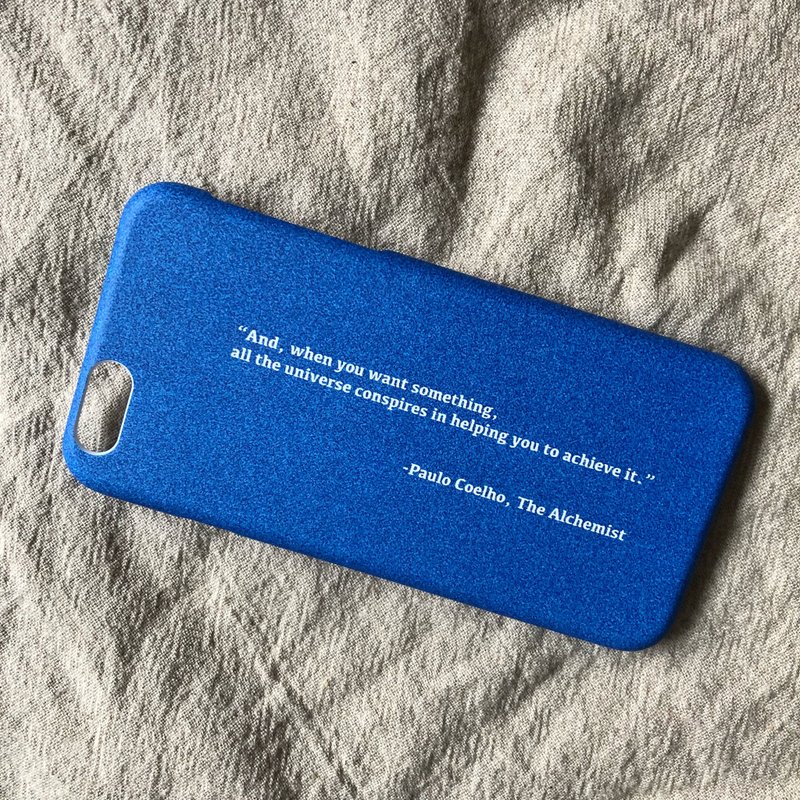 “And, when you want something,
all the universe conspires in helping you to achieve it.”
-Paulo Coelho, The Alchemist